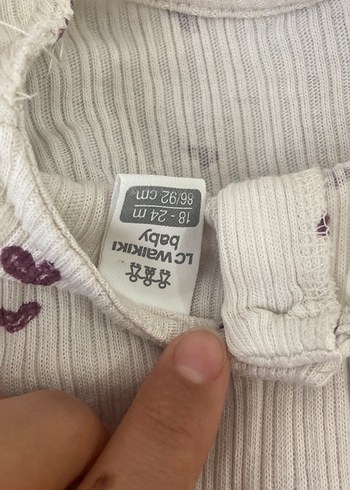 LC WAIKIKI
baby
18 - 24 m
86/92 cm